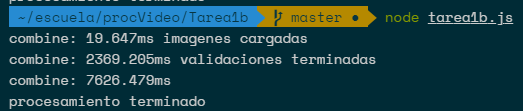 procesamiento terminado
~/escuela/procVideo/Tarea1b master ● node tarea1b.js
combine: 19.647ms imagenes cargadas
combine: 2369.205ms validaciones terminadas
combine: 7626.479ms
procesamiento terminado